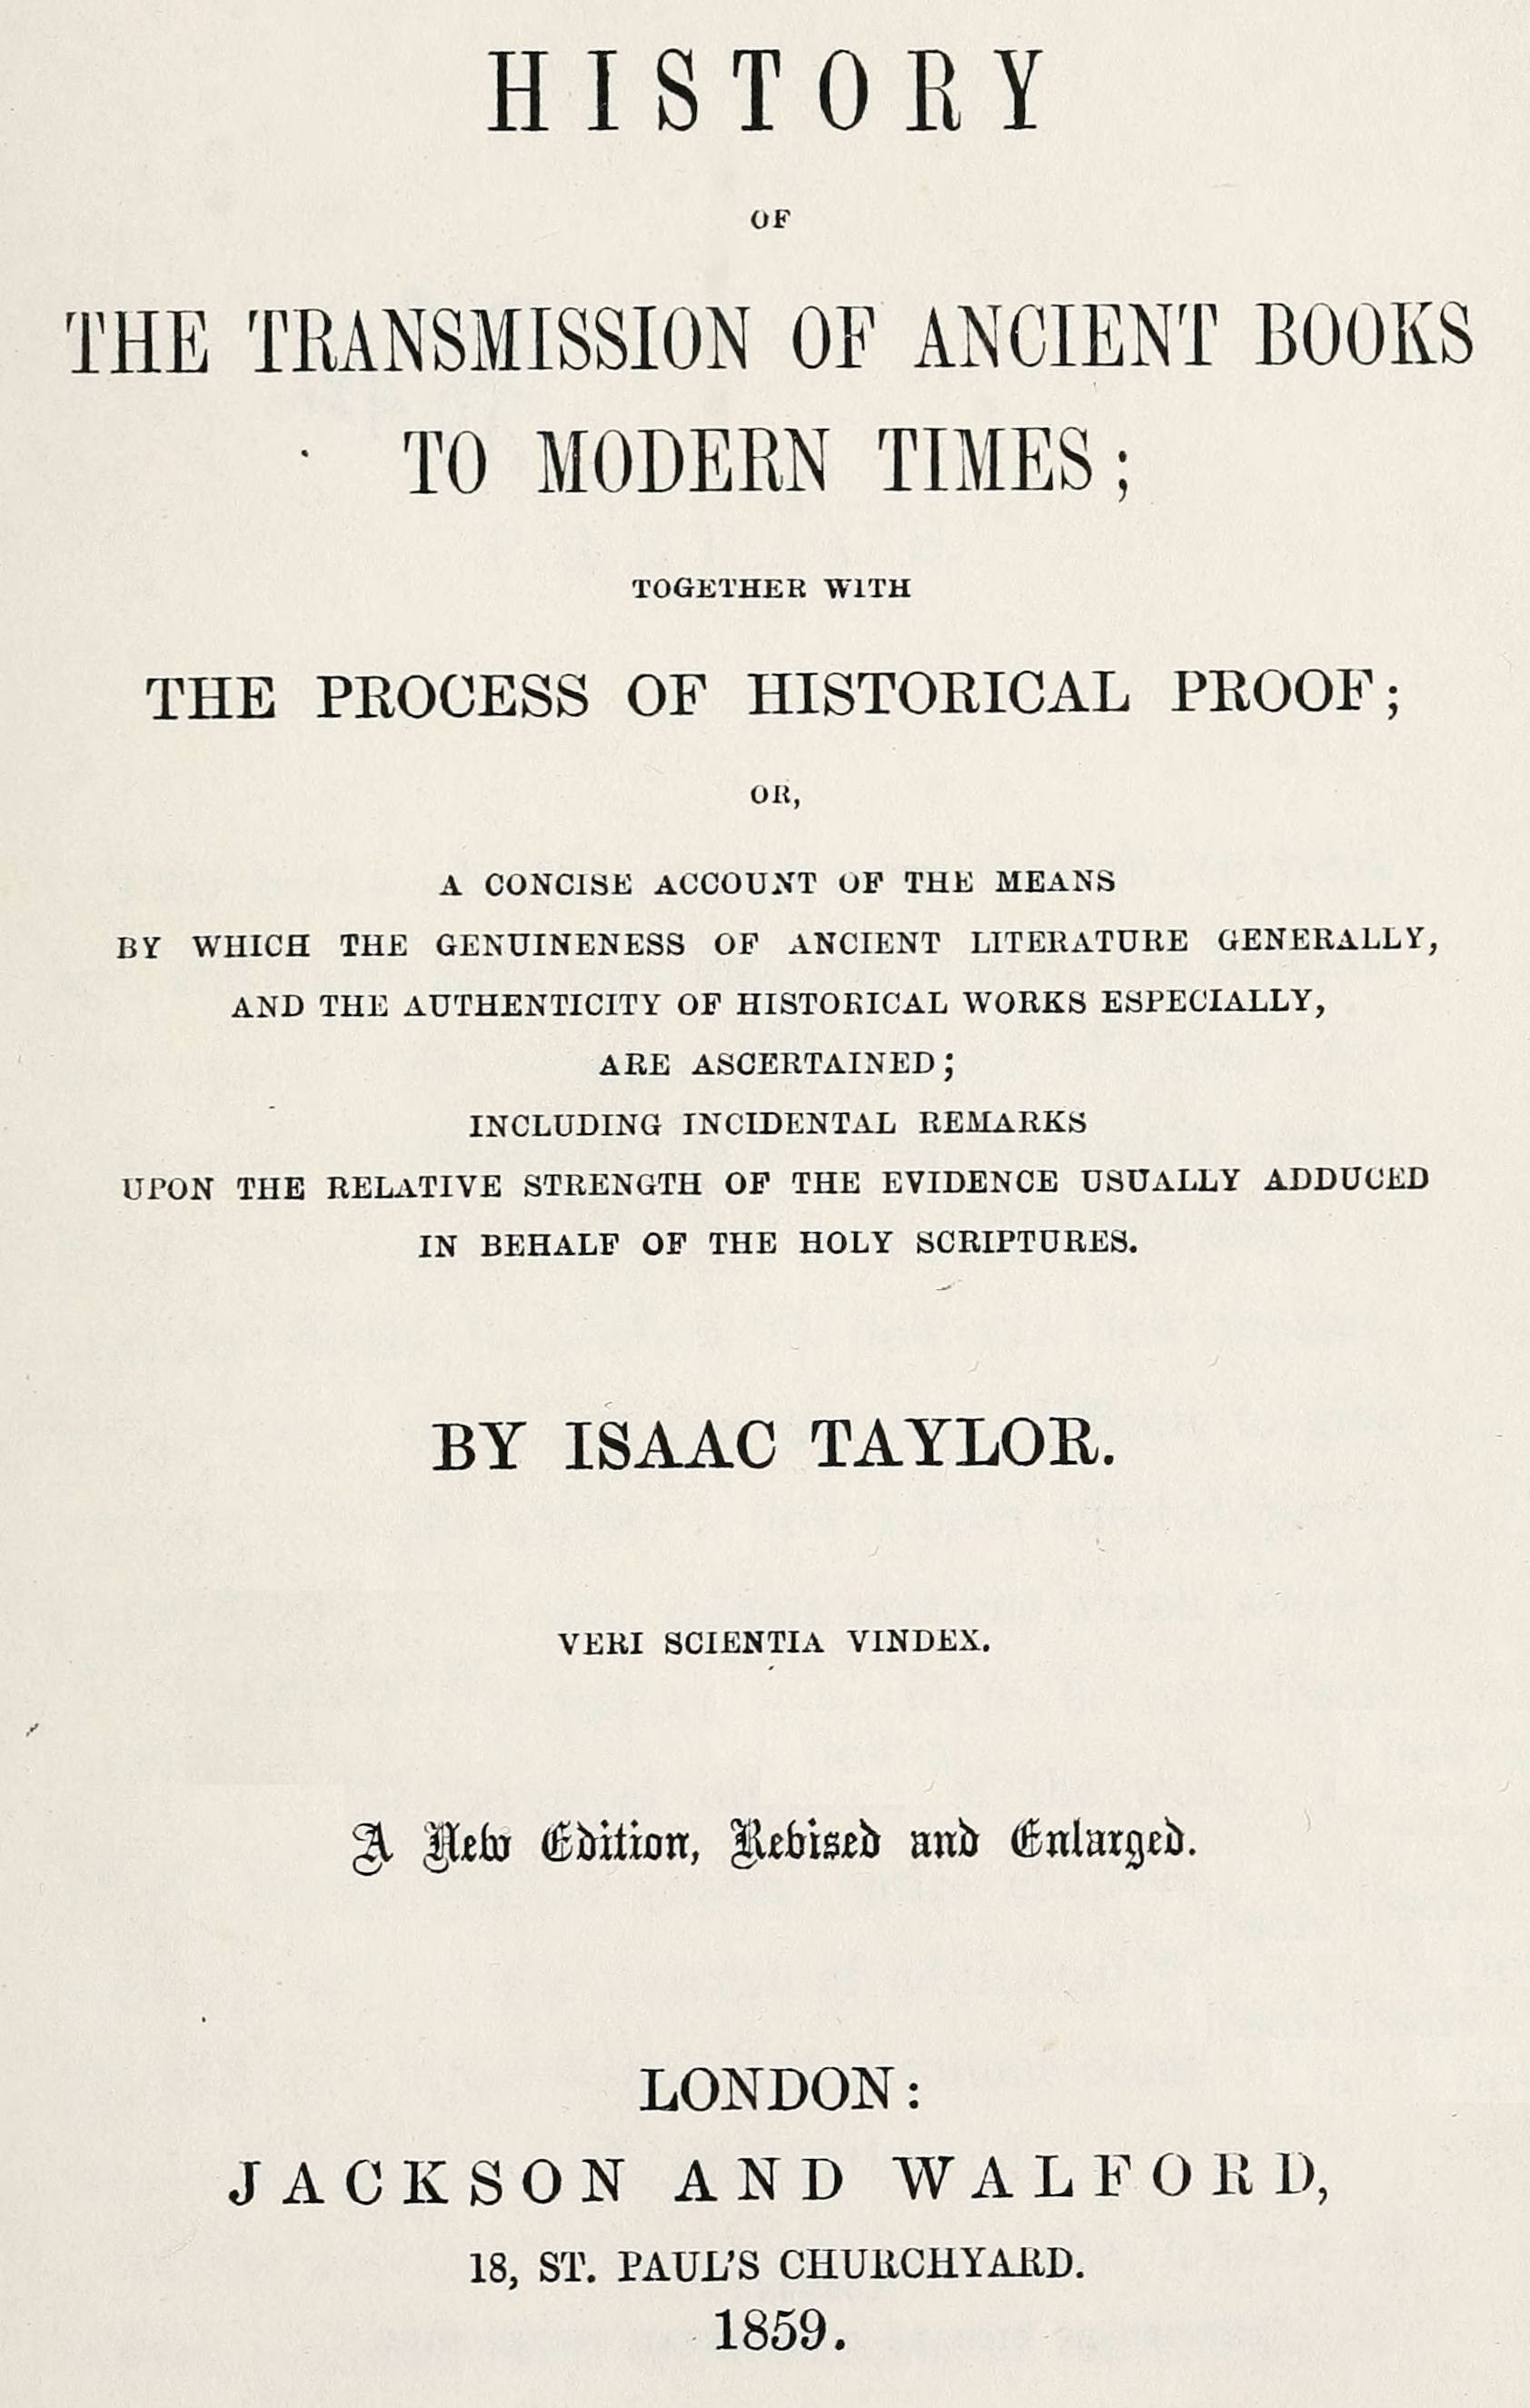 HISTORY
OF
THE TRANSMISSION OF ANCIENT BOOKS
TO MODERN TIMES;
TOGETHER WITH
THE PROCESS OF HISTORICAL PROOF;
OR,
A CONCISE ACCOUNT OF THE MEANS
BY WHICH THE GENUINENESS OF ANCIENT LITERATURE GENERALLY,
AND THE AUTHENTICITY OF HISTORICAL WORKS ESPECIALLY,
ARE ASCERTAINED;
INCLUDING INCIDENTAL REMARKS
UPON THE RELATIVE STRENGTH OF THE EVIDENCE USUALLY ADDUCED
IN BEHALF OF THE HOLY SCRIPTURES.
BY ISAAC TAYLOR.
VERI SCIENTIA VINDEX.
A New Edition, Revised and Enlarged.
LONDON:
JACKSON AND WALFORD,
18, ST. PAUL'S CHURCHYARD.
1859.